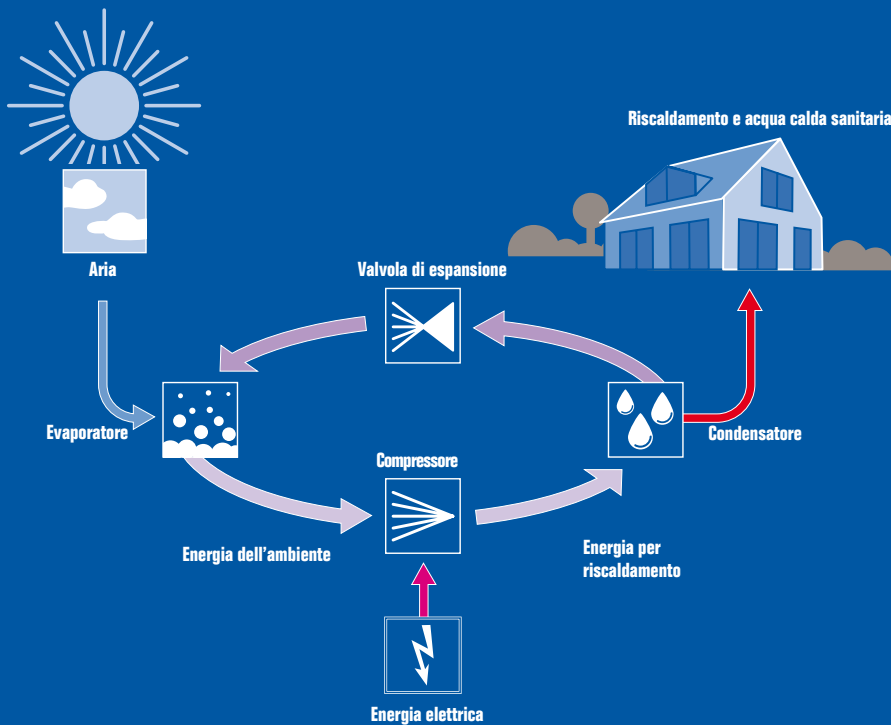 Riscaldamento e acqua calda sanitaria
Aria
Valvola di espansione
Evaporatore
Condensatore
Compressore
Energia dell'ambiente
Energia per
riscaldamento
Energia elettrica